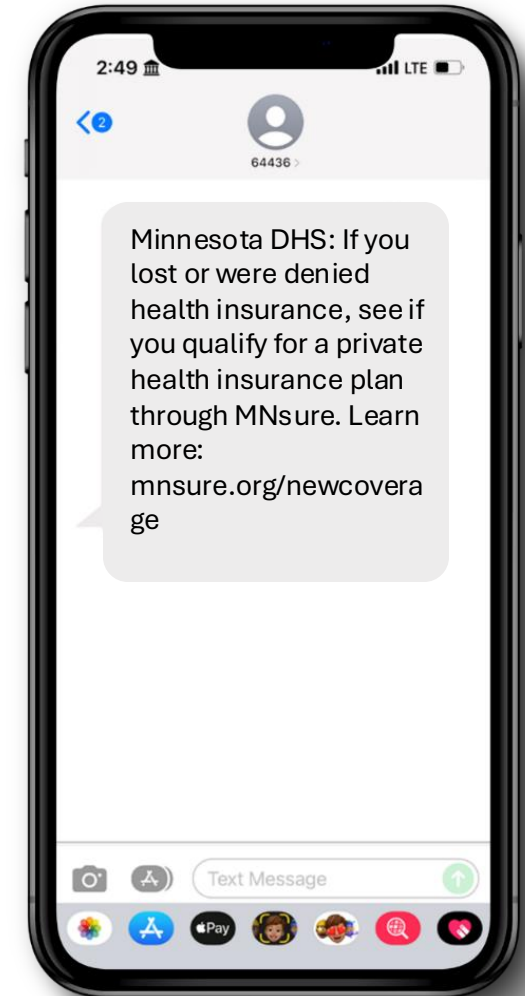 2:49
LTE
2
64436
Minnesota DHS: If you
lost or were denied
health insurance, see if
you qualify for a private
health insurance plan
through MNsure. Learn
more:
mnsure.org/newcovera
ge
Text Message
Pay